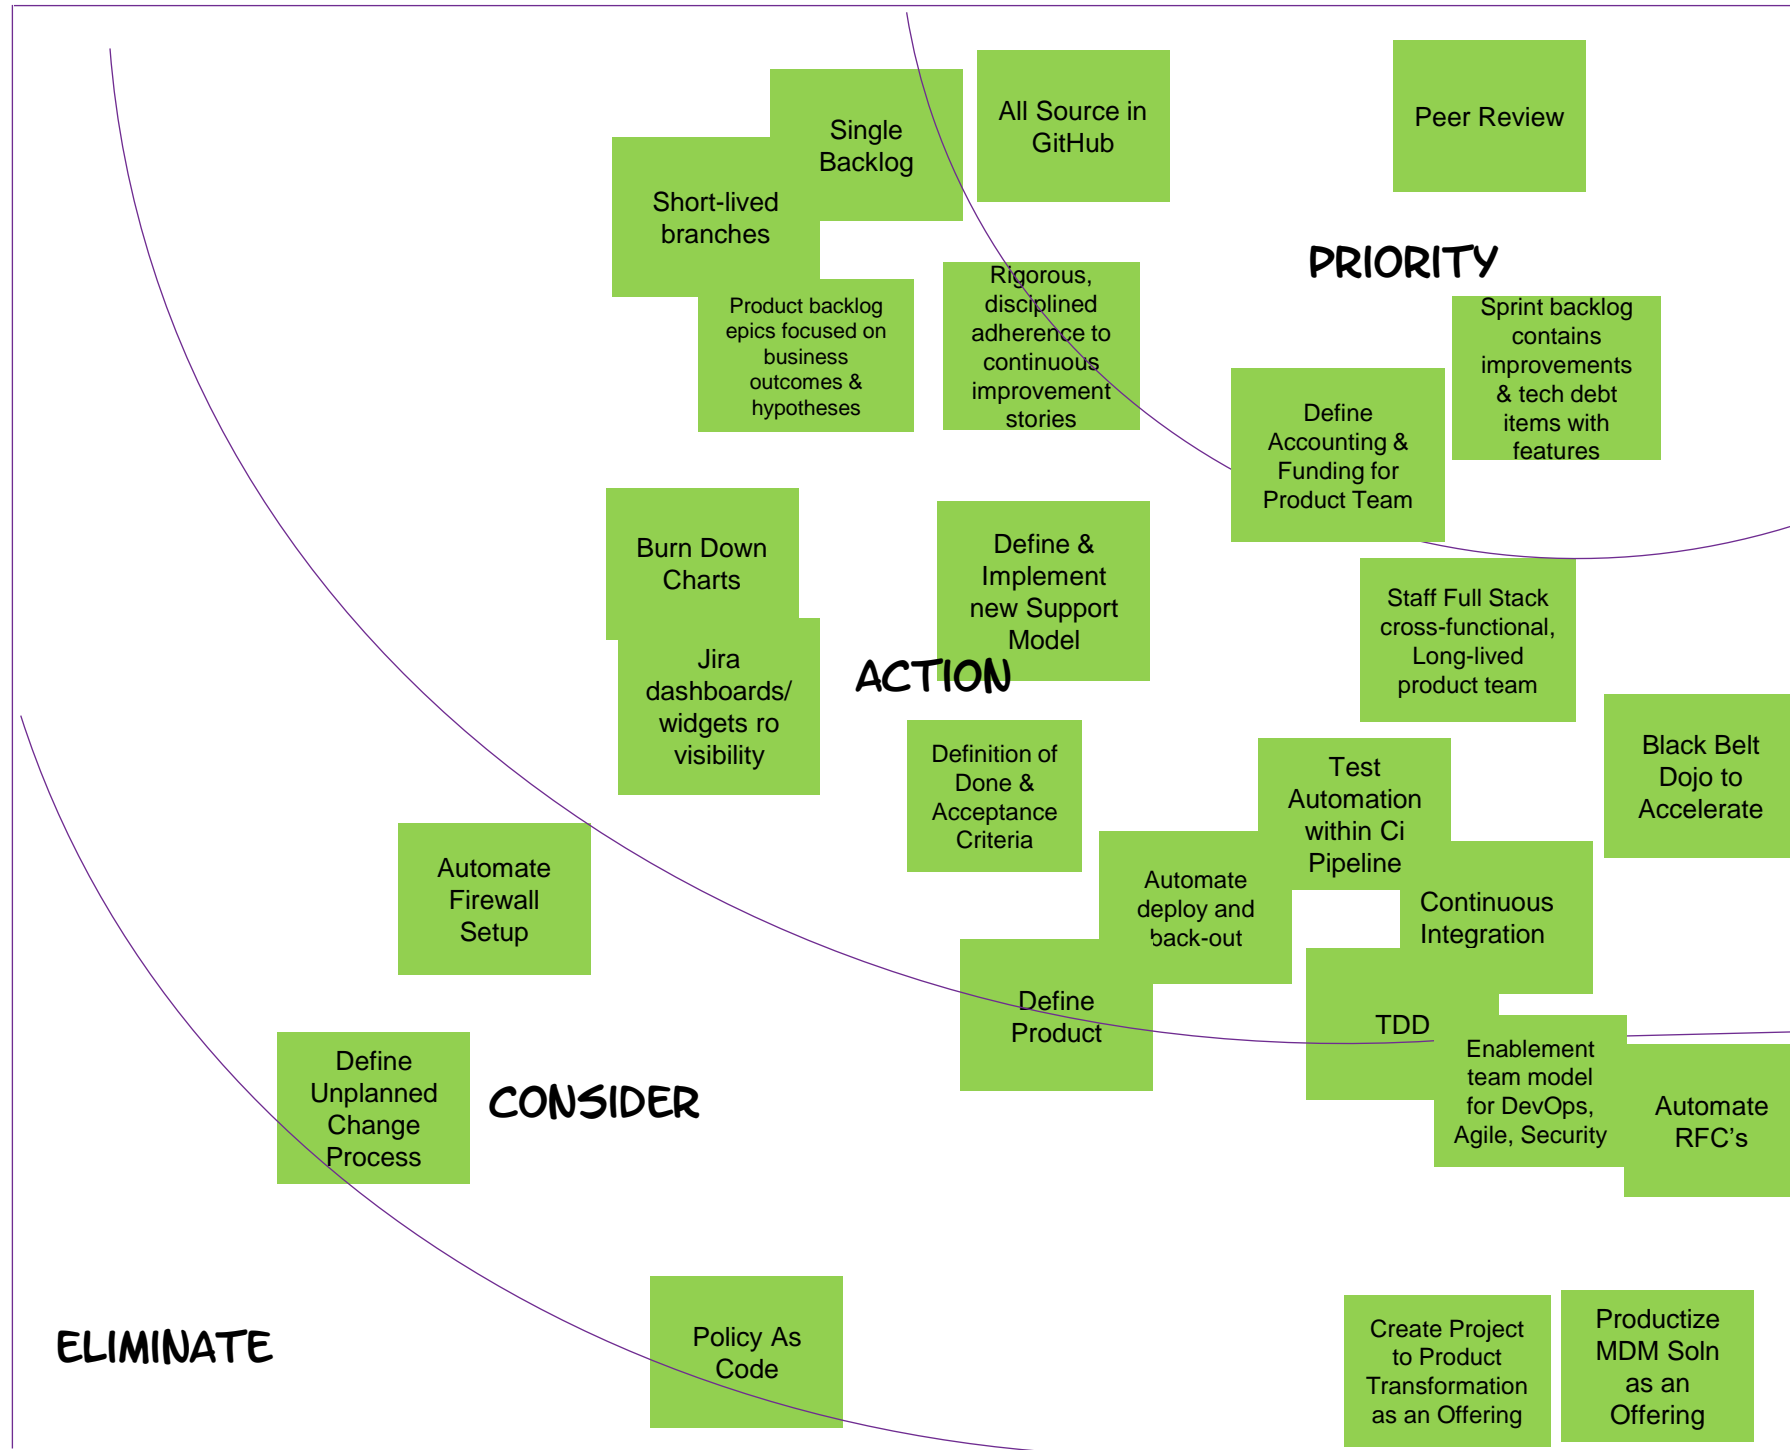 Single
Backlog
All Source in
GitHub
Peer Review
Short-lived
branches
PRIORITY
Product backlog
epics focused on
business
outcomes &
hypotheses
Rigorous,
disciplined
adherence to
continuous
improvement
stories
Sprint backlog
contains
improvements
& tech debt
items with
features
Define
Accounting &
Funding for
Product Team
Burn Down
Charts
Define &
Implement
new Support
Model
Staff Full Stack
cross-functional,
Long-lived
product team
Jira
dashboards/
widgets ro
visibility
ACTION
Definition of
Done &
Acceptance
Criteria
Test
Automation
within Ci
Pipeline
Black Belt
Dojo to
Accelerate
Automate
Firewall
Setup
Automate
deploy and
back-out
Continuous
Integration
Define
Product
TDD
Define
Unplanned
Change
Process
CONSIDER
Enablement
team model
for DevOps,
Agile, Security
Automate
RFC's
ELIMINATE
Policy As
Code
Create Project
to Product
Transformation
as an Offering
Productize
MDM Soln
as an
Offering